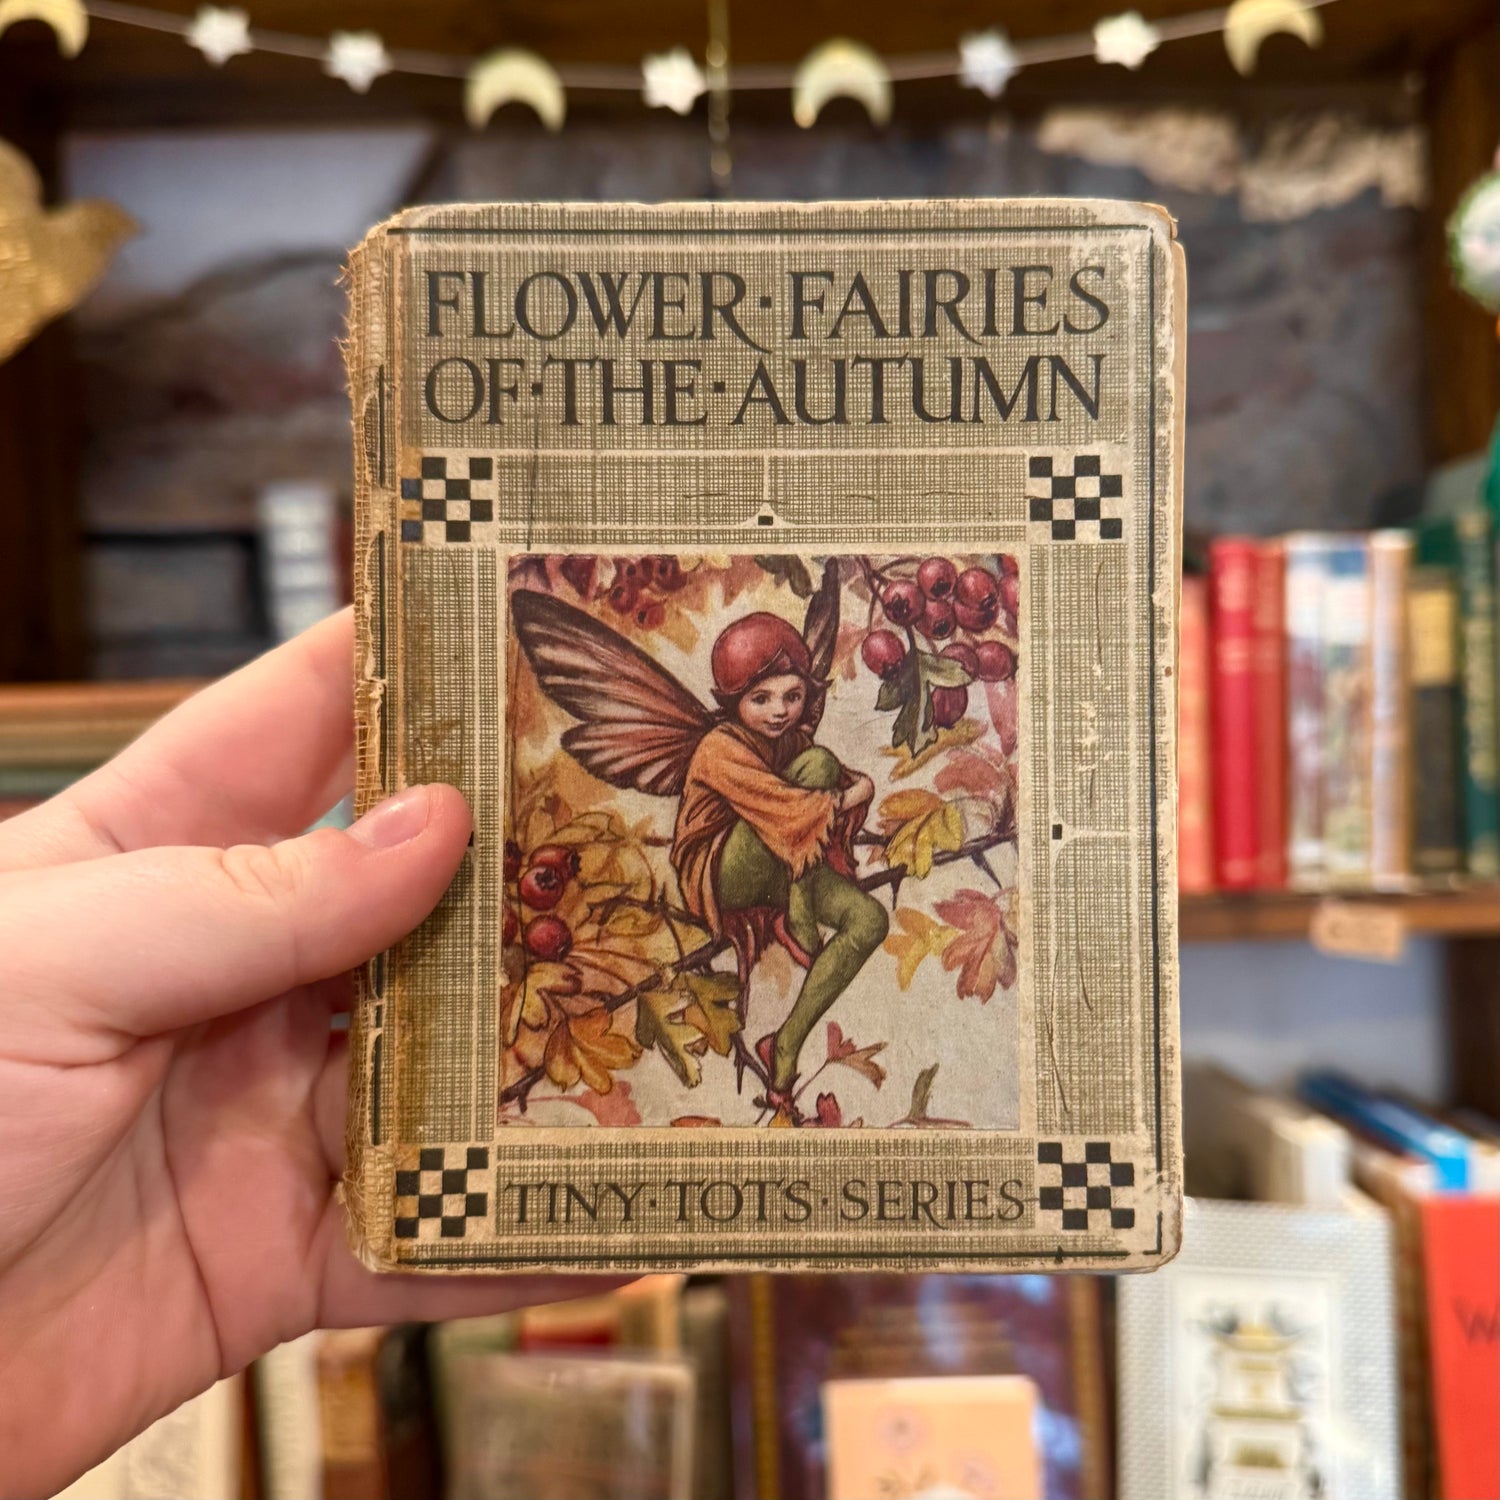 FLOWER·FAIRIES
OF·THE·AUTUMN
TINY·TOTS·SERIES